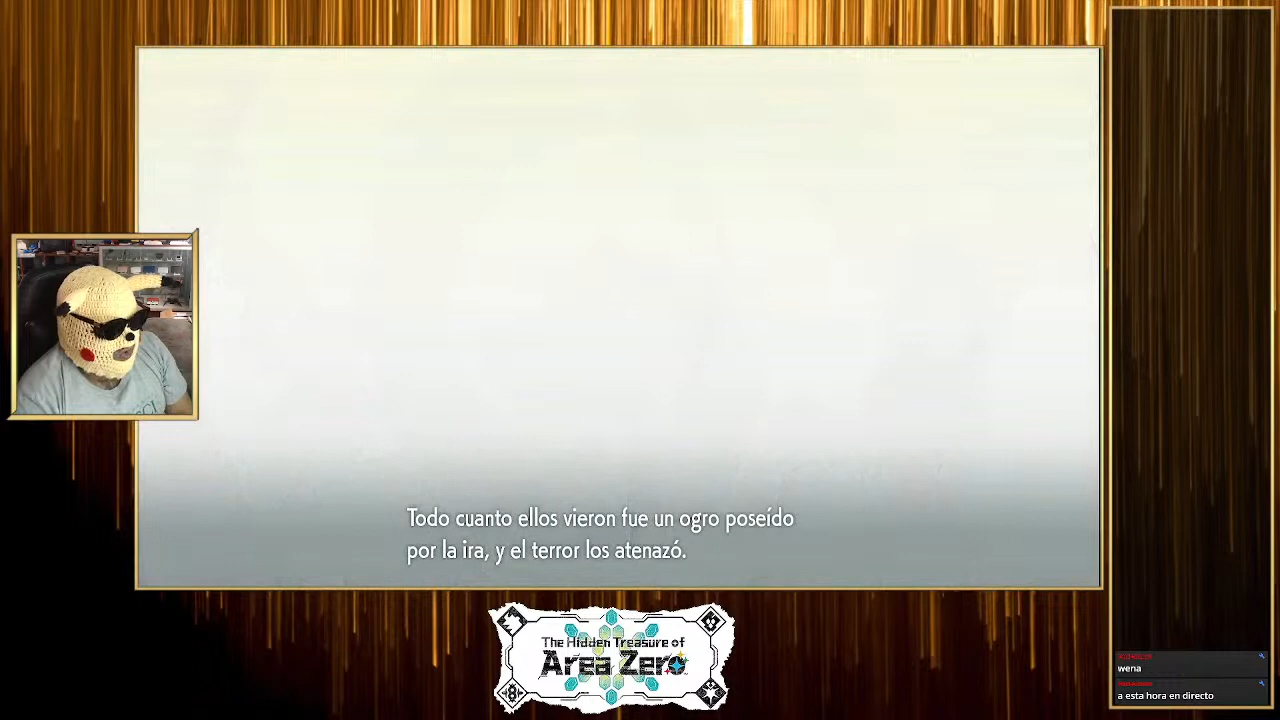 Todo cuanto ellos vieron fue un ogro poseído
por la ira, y el terror los atenazó.
The Hidden Treasure of
Area Zero
wena
a esta hora en directo